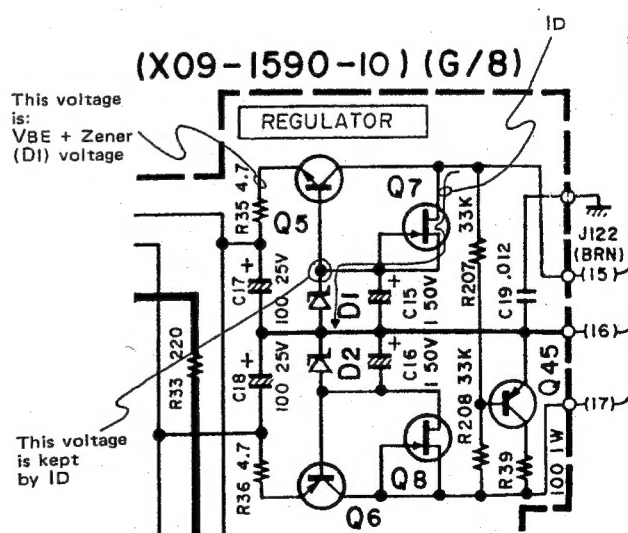 ID
(X09-1590-10) (G/8)
This voltage
is:
VBE + Zener
(DI) voltage
REGULATOR
R35 4.7
Q5
Q7
33K
R207
C19 .012
J122
(BRN)
(15)
C17
+
100 25V
D1
+
C15
1 50V
(16)
R33 220
C18
+
100 25V
D2
+
C16
1 50V
R208 33K
Q45
(17)
This voltage
is kept
by ID
R36 4.7
Q6
Q8
R39
100 1W